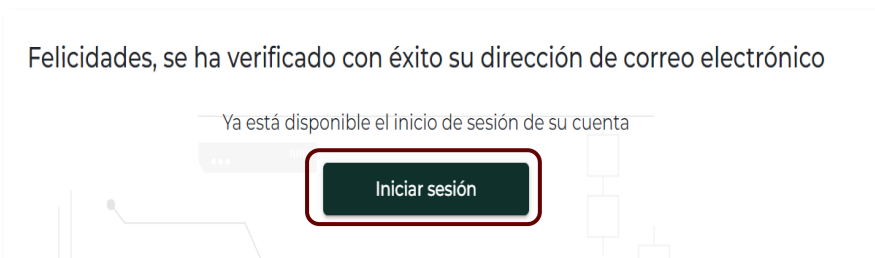 Felicidades, se ha verificado con éxito su dirección de correo electrónico
Ya está disponible el inicio de sesión de su cuenta
Iniciar sesión